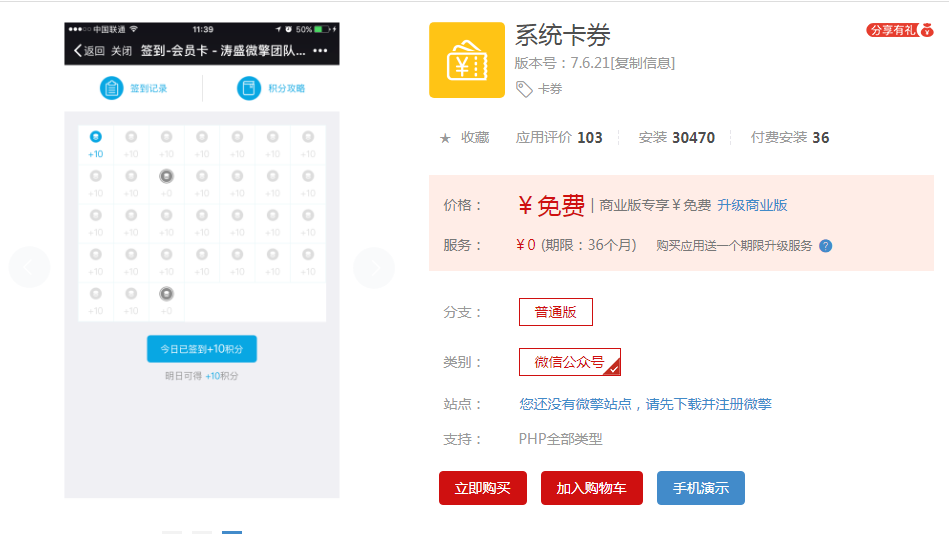 中国联通 11:39 50%
返回 关闭 签到-会员卡 - 涛盛微擎团队... •••
签到记录 积分攻略
+10 +10 +10 +10 +10 +10 +10
+10 +10 +0 +10 +10 +10 +10
+10 +10 +10 +10 +10 +10 +10
+10 +10 +10 +10 +10 +10 +10
+10 +10 +0
今日已签到+10积分
明日可得 +10积分
系统卡券
分享有礼
版本号：7.6.21[复制信息]
卡券
★ 收藏 应用评价 103 安装 30470 付费安装 36
价格： ￥免费 | 商业版专享￥免费 升级商业版
服务： ￥0 (期限：36个月) 购买应用送一个期限升级服务 ?
分支： 普通版
类别： 微信公众号
站点： 您还没有微擎站点，请先下载并注册微擎
支持： PHP全部类型
立即购买 加入购物车 手机演示